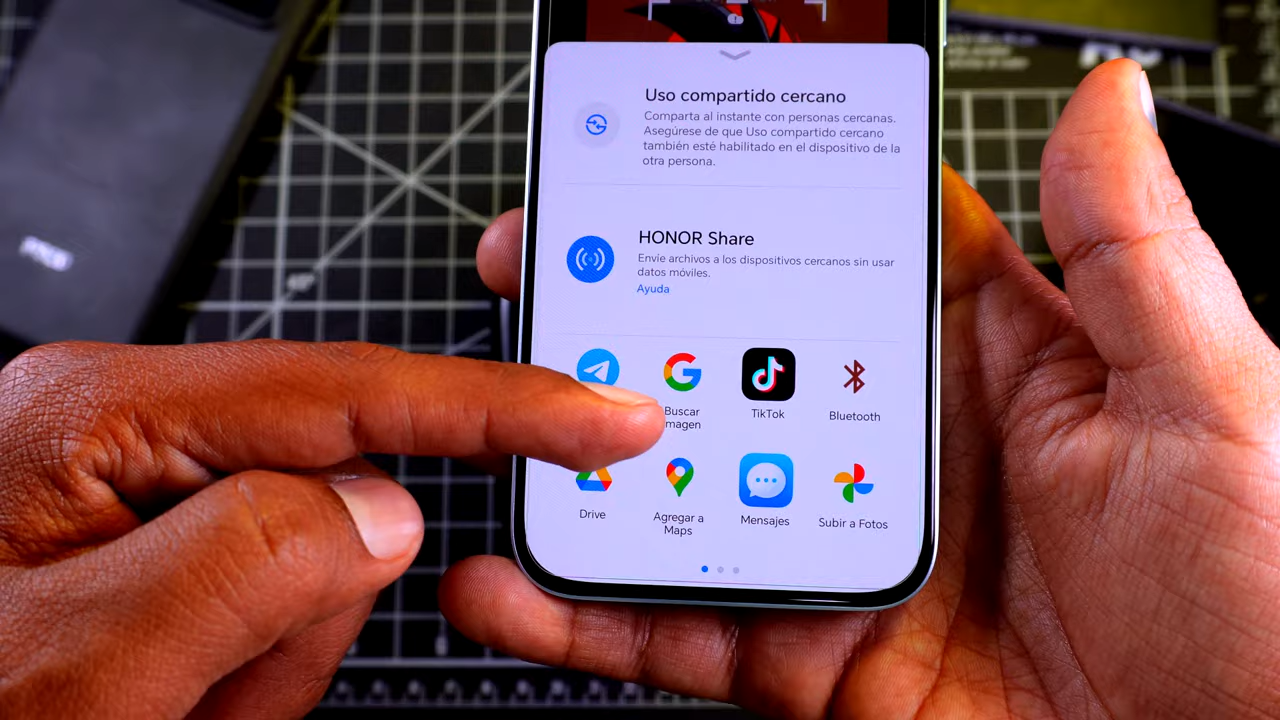 Uso compartido cercano
Comparta al instante con personas cercanas.
Asegúrese de que Uso compartido cercano
también esté habilitado en el dispositivo de la
otra persona.
HONOR Share
Envíe archivos a los dispositivos cercanos sin usar
datos móviles.
Ayuda
Buscar
imagen
TikTok
Bluetooth
Drive
Agregar a
Maps
Mensajes
Subir a Fotos